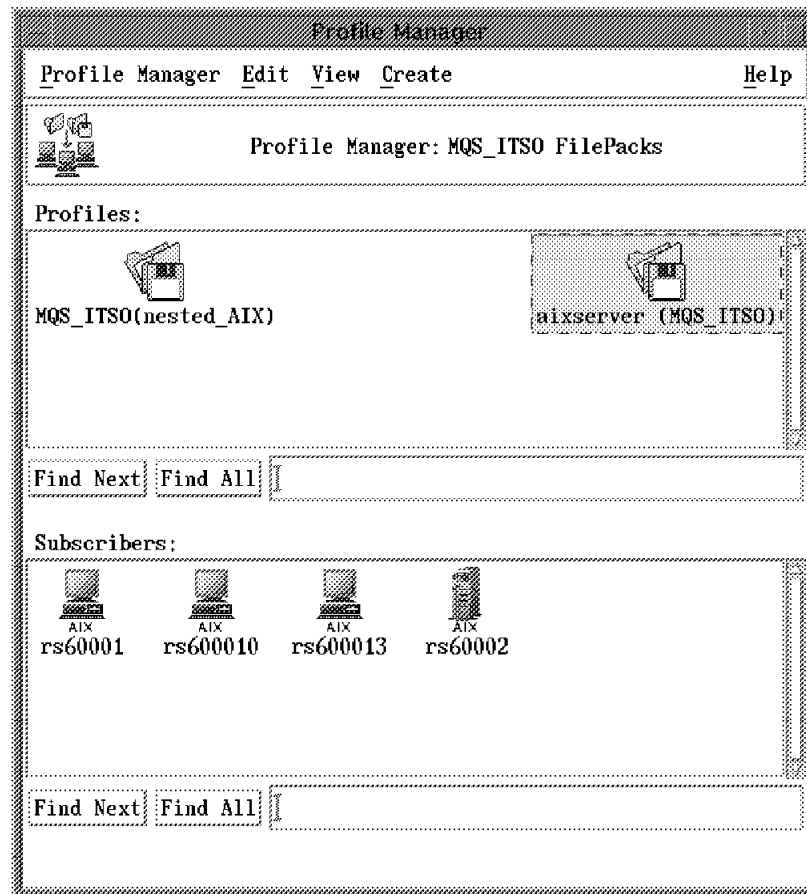 Profile Manager
Profile Manager Edit View Create Help
Profile Manager: MQS_ITSO FilePacks
Profiles:
MQS_ITSO(nested_AIX) aixserver (MQS_ITSO)
Find Next Find All
Subscribers:
AIX AIX AIX AIX
rs60001 rs600010 rs600013 rs60002
Find Next Find All